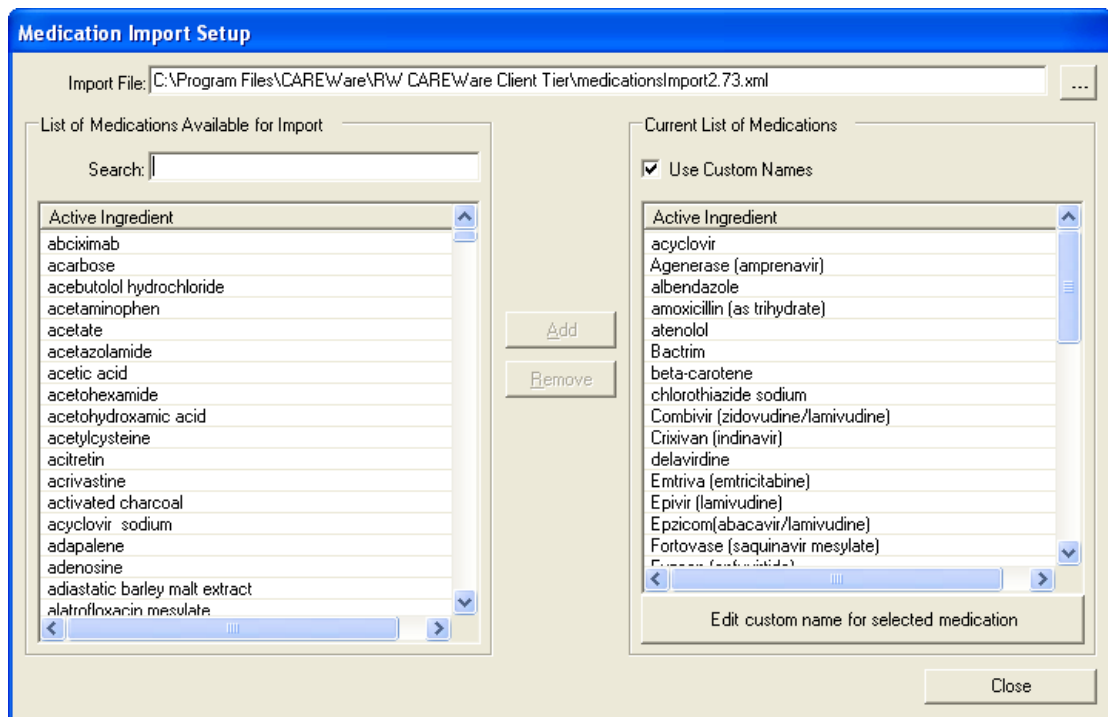 Medication Import Setup
Import File: C:\Program Files\CAREWare\RW CAREWare Client Tier\medicationsImport2.73.xml ...
List of Medications Available for Import
Search:
Active Ingredient
abciximab
acarbose
acebutolol hydrochloride
acetaminophen
acetate
acetazolamide
acetic acid
acetohexamide
acetohydroxamic acid
acetylcysteine
acitretin
acrivastine
activated charcoal
acyclovir  sodium
adapalene
adenosine
adiastatic barley malt extract
alatrofloxacin mesylate
Add
Remove
Current List of Medications
Use Custom Names
Active Ingredient
acyclovir
Agenerase (amprenavir)
albendazole
amoxicillin (as trihydrate)
atenolol
Bactrim
beta-carotene
chlorothiazide sodium
Combivir (zidovudine/lamivudine)
Crixivan (indinavir)
delavirdine
Emtriva (emtricitabine)
Epivir (lamivudine)
Epzicom(abacavir/lamivudine)
Fortovase (saquinavir mesylate)
Edit custom name for selected medication
Close